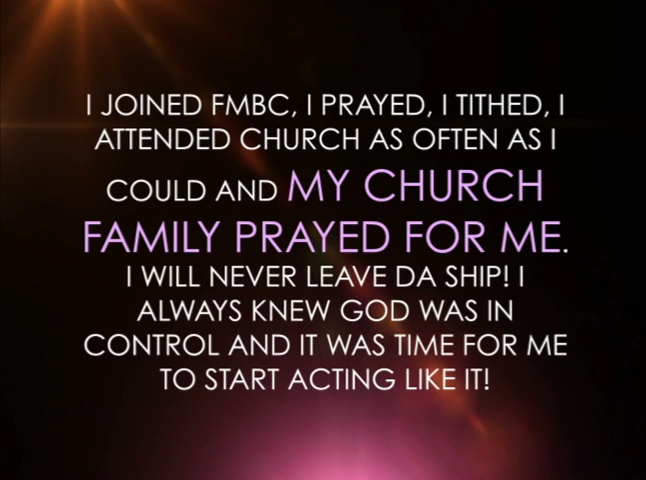 I JOINED FMBC, I PRAYED, I TITHED, I
ATTENDED CHURCH AS OFTEN AS I
COULD AND MY CHURCH
FAMILY PRAYED FOR ME.
I WILL NEVER LEAVE DA SHIP! I
ALWAYS KNEW GOD WAS IN
CONTROL AND IT WAS TIME FOR ME
TO START ACTING LIKE IT!